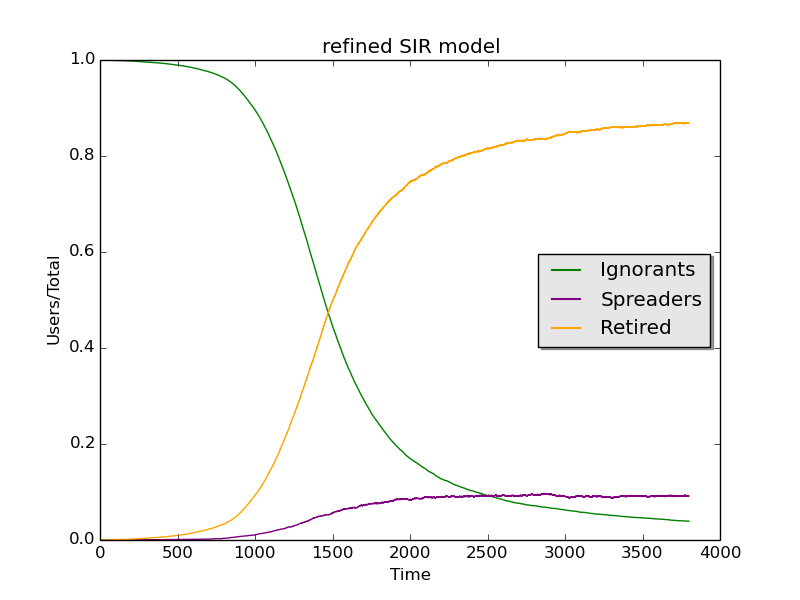 refined SIR model
1.0
0.8
0.6
0.4
0.2
0.0
Users/Total
Ignorants
Spreaders
Retired
0 500 1000 1500 2000 2500 3000 3500 4000
Time